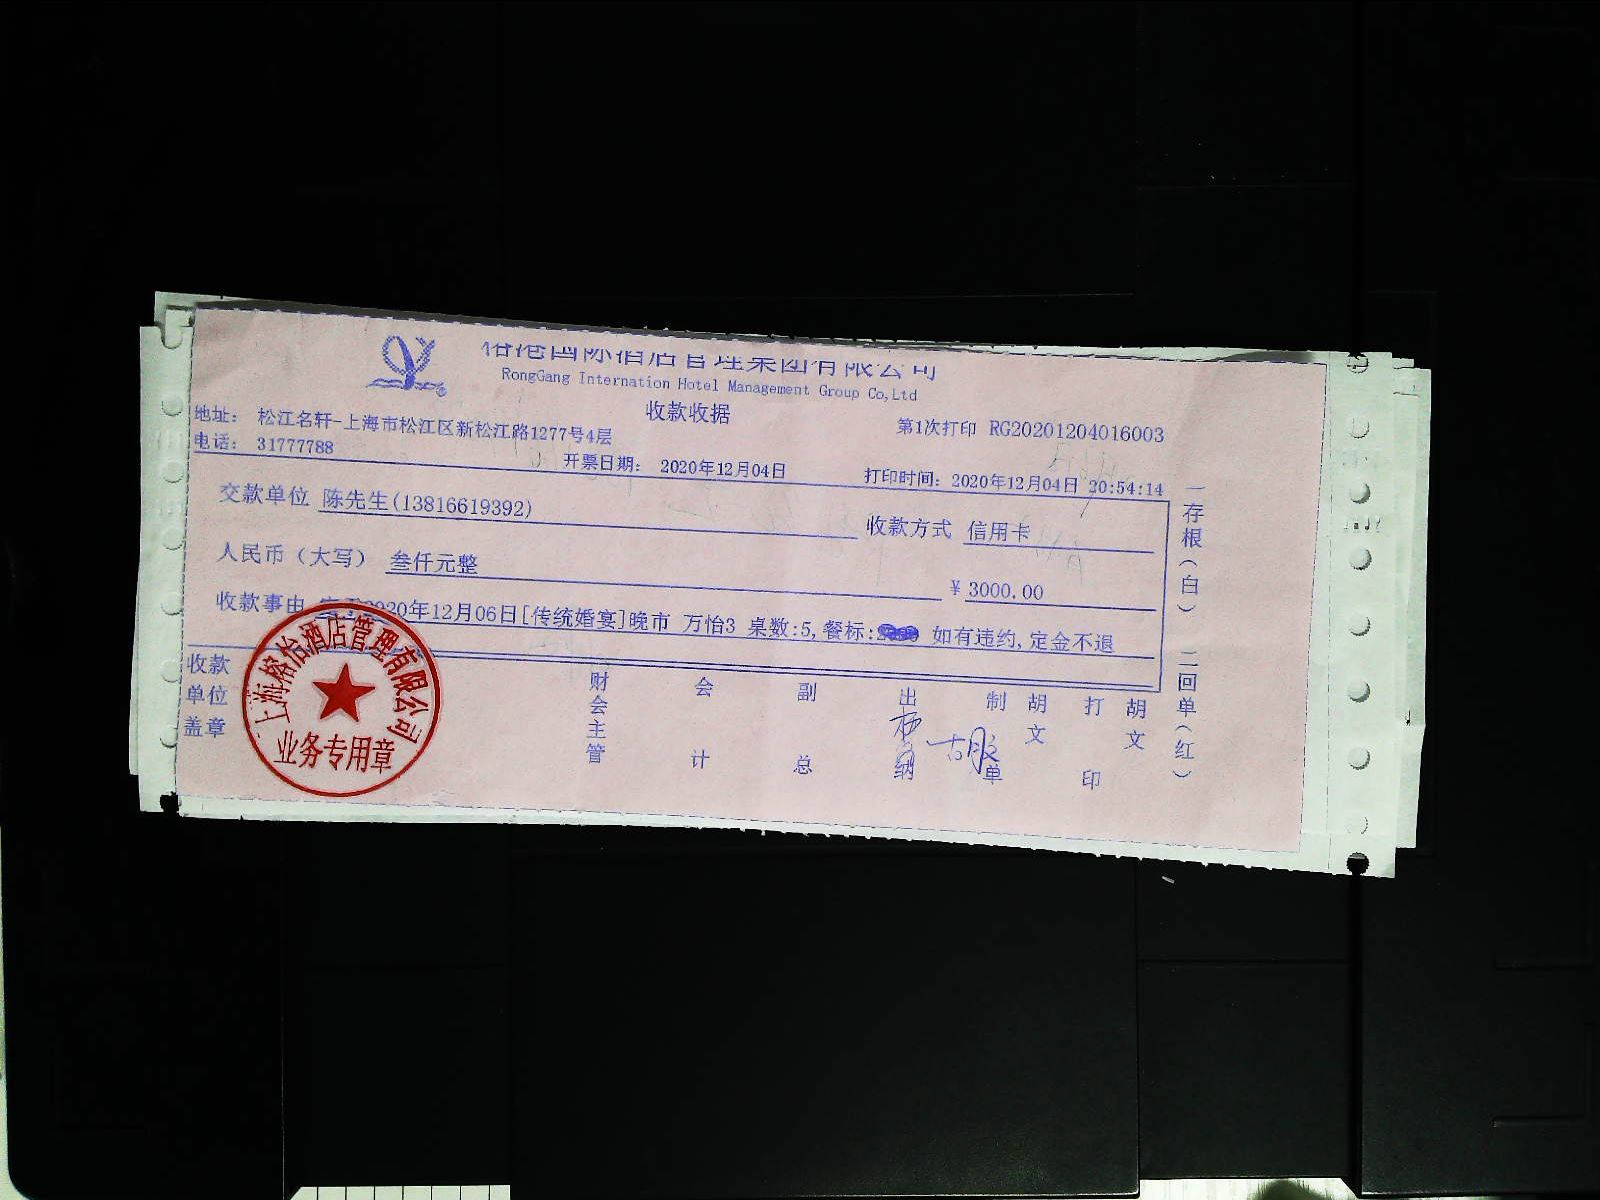 榕港国际酒店管理集团有限公司
RongGang Internation Hotel Management Group Co,Ltd
收款收据
地址： 松江名轩-上海市松江区新松江路1277号4层
第1次打印 RG20201204016003
电话： 31777788
开票日期： 2020年12月04日
打印时间：2020年12月04日 20:54:14
交款单位 陈先生(13816619392)
收款方式 信用卡
人民币（大写） 叁仟元整
￥3000.00
收款事由 2020年12月06日[传统婚宴]晚市 万怡3 桌数:5,餐标: 如有违约,定金不退
收款单位盖章
财会主管
会计
副总
出纳
制单
胡文
打印
胡文
一存根（白） 二回单（红）
上海榕怡酒店管理有限公司
业务专用章